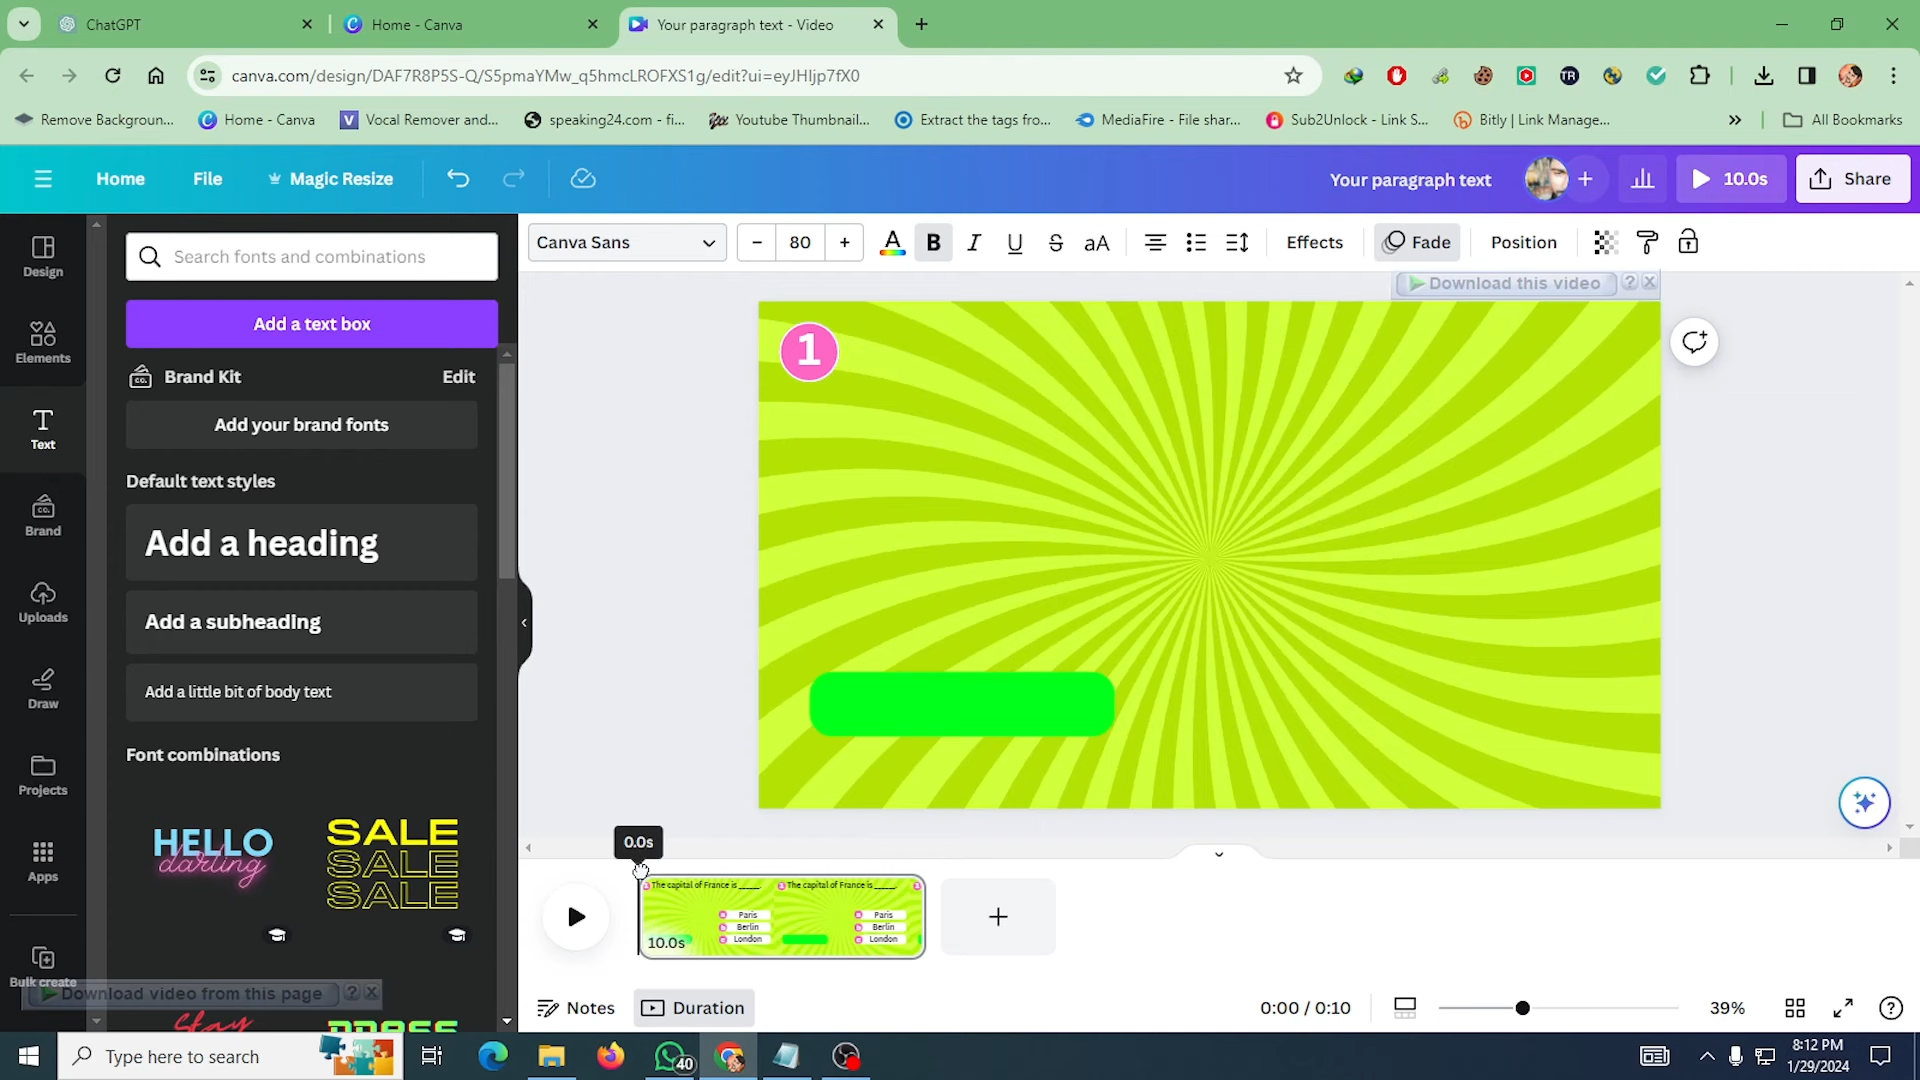 ChatGPT
Home - Canva
Your paragraph text - Video
canva.com/design/DAF7R8P5S-Q/S5pmaYMw_q5hmcLROFXS1g/edit?ui=eyJHIjp7fX0
Remove Backgroun...
Home - Canva
Vocal Remover and...
speaking24.com - fi...
Youtube Thumbnail...
Extract the tags fro...
MediaFire - File shar...
Sub2Unlock - Link S...
Bitly | Link Manage...
All Bookmarks
Home
File
Magic Resize
Your paragraph text
10.0s
Share
Canva Sans
80
A
B
I
U
S
aA
Effects
Fade
Position
Download this video
Design
Elements
Text
Brand
Uploads
Draw
Projects
Apps
Bulk create
Search fonts and combinations
Add a text box
Brand Kit
Edit
Add your brand fonts
Default text styles
Add a heading
Add a subheading
Add a little bit of body text
Font combinations
HELLO
darling
SALE
SALE
SALE
Download video from this page
Stay
PRESS
1
0.0s
The capital of France is _____.
Paris
Berlin
London
The capital of France is _____.
Paris
Berlin
London
10.0s
Notes
Duration
0:00 / 0:10
39%
Type here to search
40
8:12 PM
1/29/2024